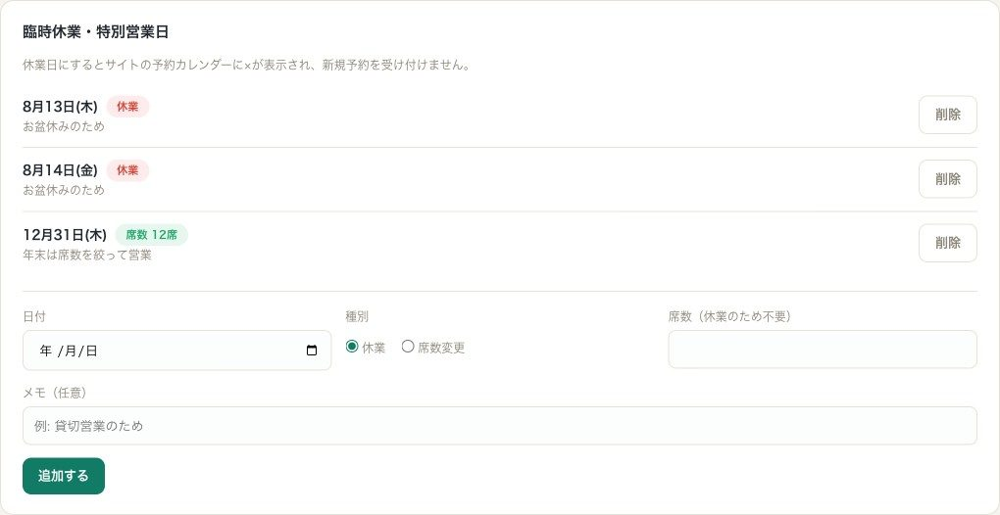 臨時休業・特別営業日
休業日にするとサイトの予約カレンダーに×が表示され、新規予約を受け付けません。
8月13日(木) 休業
お盆休みのため
削除
8月14日(金) 休業
お盆休みのため
削除
12月31日(木) 席数 12席
年末は席数を絞って営業
削除
日付
年 /月/日
種別
休業 席数変更
席数（休業のため不要）
メモ（任意）
例: 貸切営業のため
追加する